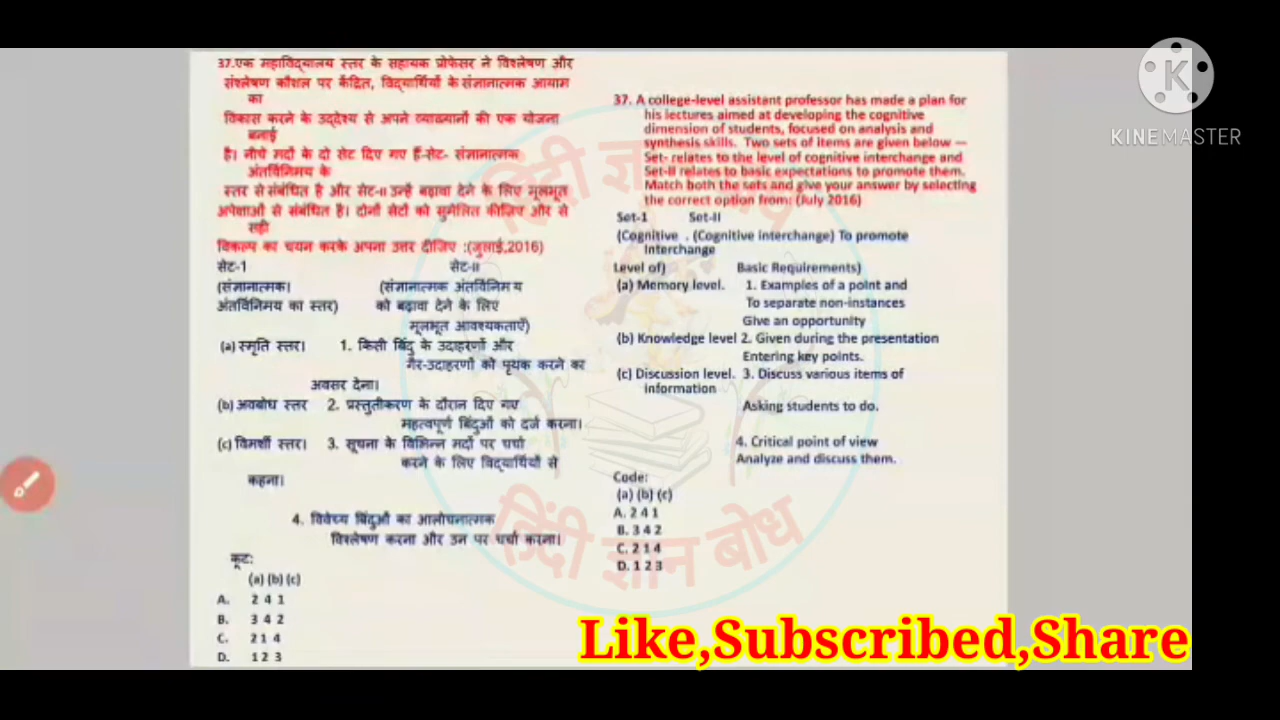 37.एक महाविद्यालय स्तर के सहायक प्रोफेसर ने विश्लेषण और
संश्लेषण कौशल पर केंद्रित, विद्यार्थियों के संज्ञानात्मक आयाम
का
विकास करने के उद्देश्य से अपने व्याख्यानों की एक योजना
बनाई
है। नीचे मदों के दो सेट दिए गए हैं-सेट- संज्ञानात्मक
अंतर्विनिमय के
स्तर से संबंधित है और सेट-॥ उन्हें बढ़ावा देने के लिए मूलभूत
अपेक्षाओं से संबंधित है। दोनों सेटों को सुमेलित कीजिए और से
सही
विकल्प का चयन करके अपना उत्तर दीजिए :(जुलाई,2016)
सेट-1 सेट-॥
(संज्ञानात्मक। (संज्ञानात्मक अंतर्विनिमय
अंतर्विनिमय का स्तर) को बढ़ावा देने के लिए
मूलभूत आवश्यकताएँ)
(a) स्मृति स्तर। 1. किसी बिंदु के उदाहरणों और
गैर-उदाहरणों को पृथक करने का
अवसर देना।
(b) अवबोध स्तर 2. प्रस्तुतीकरण के दौरान दिए गए
महत्वपूर्ण बिंदुओं को दर्ज करना।
(c) विमर्शी स्तर। 3. सूचना के विभिन्न मदों पर चर्चा
करने के लिए विद्यार्थियों से
कहना।
4. विवेच्य बिंदुओं का आलोचनात्मक
विश्लेषण करना और उन पर चर्चा करना।
कूट:
(a) (b) (c)
A. 2 4 1
B. 3 4 2
C. 2 1 4
D. 1 2 3
37. A college-level assistant professor has made a plan for
his lectures aimed at developing the cognitive
dimension of students, focused on analysis and
synthesis skills. Two sets of items are given below —
Set- relates to the level of cognitive interchange and
Set-II relates to basic expectations to promote them.
Match both the sets and give your answer by selecting
the correct option from: (July 2016)
Set-1 Set-II
(Cognitive . (Cognitive interchange) To promote
Interchange
Level of) Basic Requirements)
(a) Memory level. 1. Examples of a point and
To separate non-instances
Give an opportunity
(b) Knowledge level 2. Given during the presentation
Entering key points.
(c) Discussion level. 3. Discuss various items of
information
Asking students to do.
4. Critical point of view
Analyze and discuss them.
Code:
(a) (b) (c)
A. 2 4 1
B. 3 4 2
C. 2 1 4
D. 1 2 3
K
KINEMASTER
हिंदी ज्ञान
हिंदी ज्ञान बोध
Like,Subscribed,Share